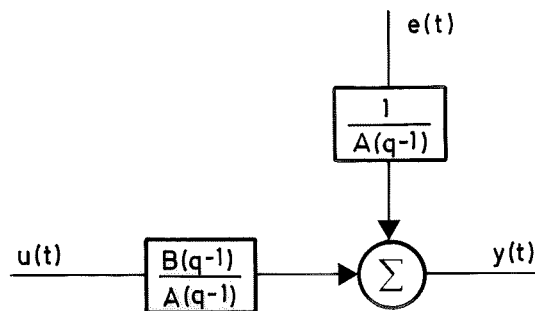 e(t)
1
A(q-1)
u(t)
B(q-1)
A(q-1)
Σ
y(t)